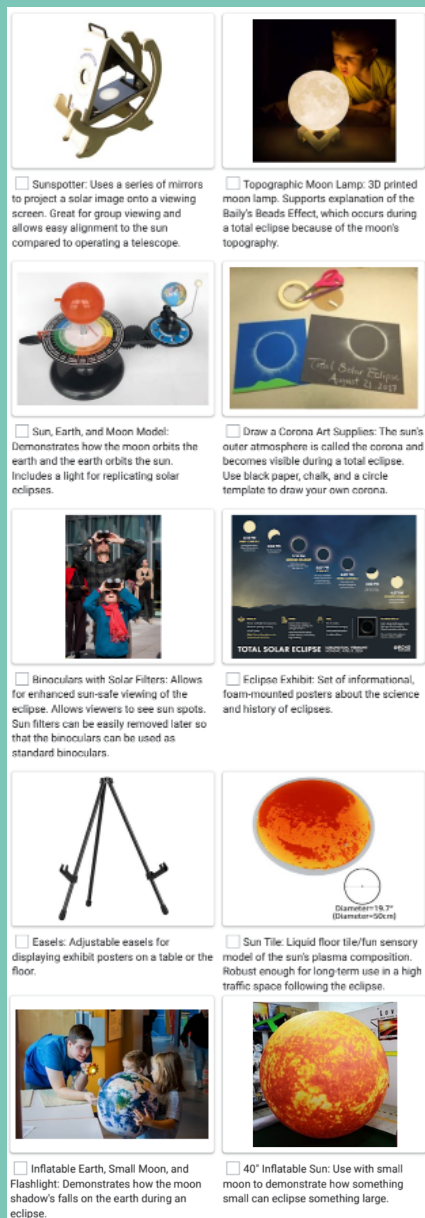 Sunspotter: Uses a series of mirrors
to project a solar image onto a viewing
screen. Great for group viewing and
allows easy alignment to the sun
compared to operating a telescope.
Topographic Moon Lamp: 3D printed
moon lamp. Supports explanation of the
Baily's Beads Effect, which occurs during
a total eclipse because of the moon's
topography.
Sun, Earth, and Moon Model:
Demonstrates how the moon orbits the
earth and the earth orbits the sun.
Includes a light for replicating solar
eclipses.
Total Solar Eclipse
August 21, 2017
Draw a Corona Art Supplies: The sun's
outer atmosphere is called the corona and
becomes visible during a total eclipse.
Use black paper, chalk, and a circle
template to draw your own corona.
Binoculars with Solar Filters: Allows
for enhanced sun-safe viewing of the
eclipse. Allows viewers to see sun spots.
Sun filters can be easily removed later so
that the binoculars can be used as
standard binoculars.
TOTAL SOLAR ECLIPSE
Eclipse Exhibit: Set of informational,
foam-mounted posters about the science
and history of eclipses.
Easels: Adjustable easels for
displaying exhibit posters on a table or the
floor.
Diameter=19.7"
(Diameter=50cm)
Sun Tile: Liquid floor tile/fun sensory
model of the sun's plasma composition.
Robust enough for long-term use in a high
traffic space following the eclipse.
Inflatable Earth, Small Moon, and
Flashlight: Demonstrates how the moon
shadow's falls on the earth during an
eclipse.
40" Inflatable Sun: Use with small
moon to demonstrate how something
small can eclipse something large.